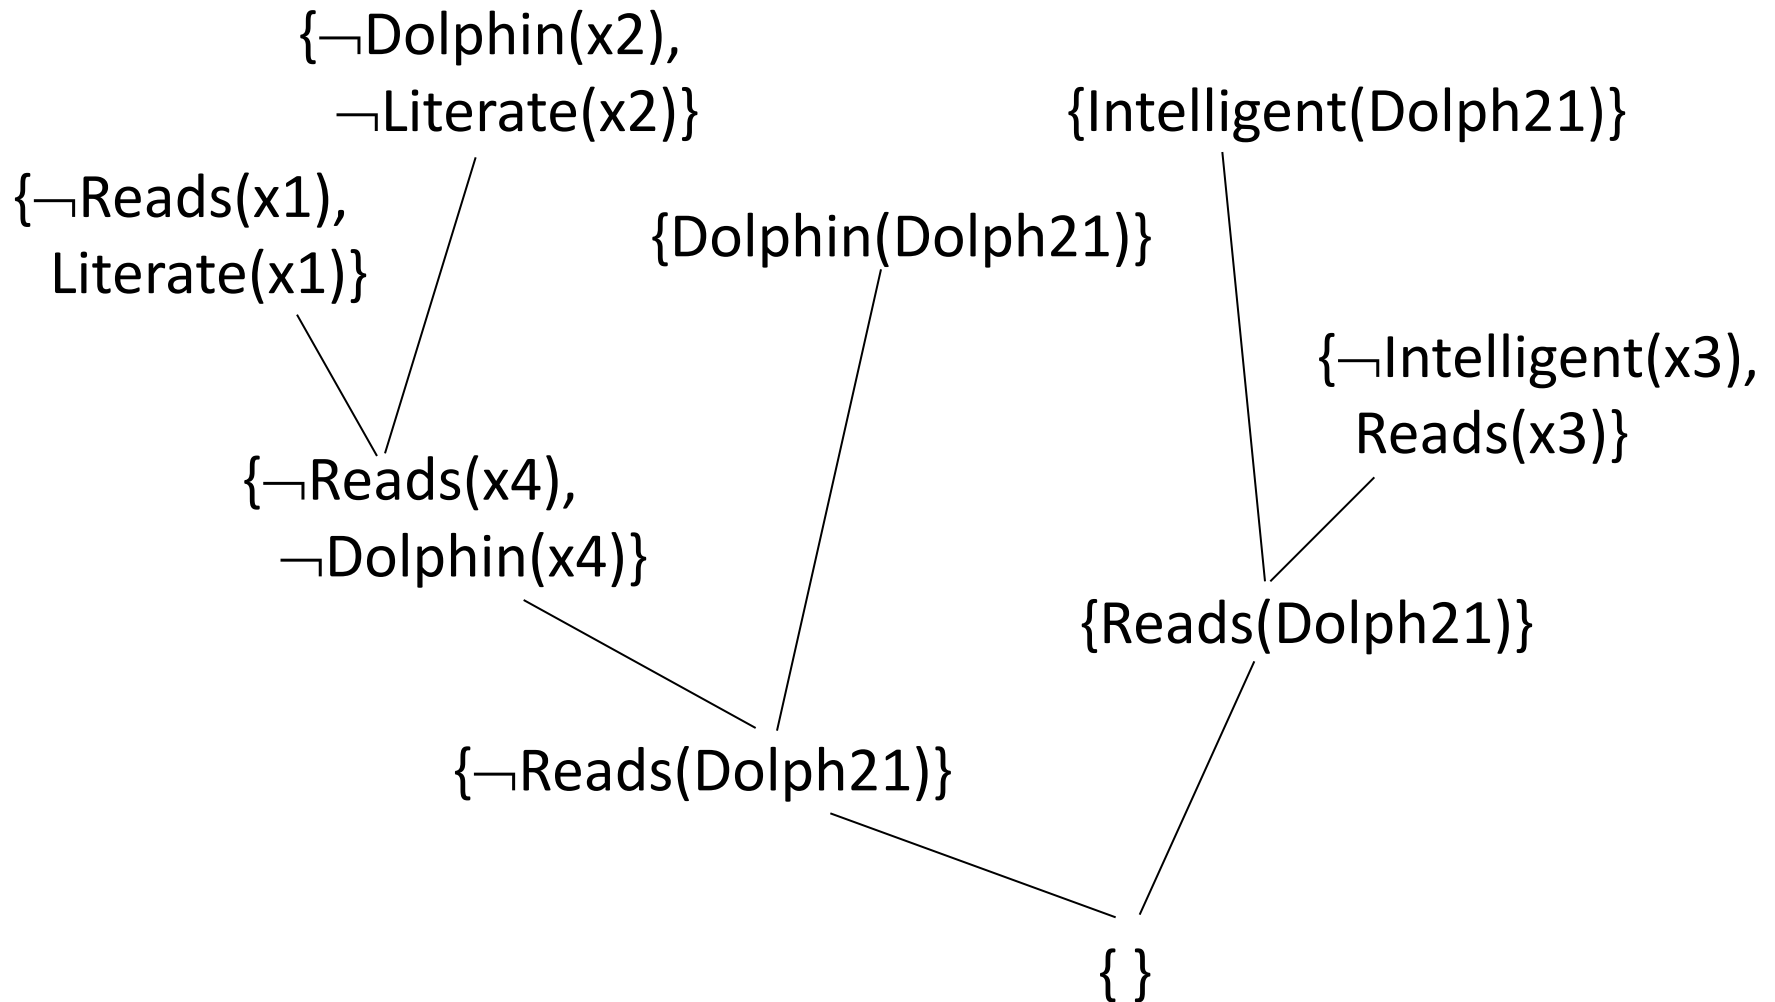 {¬Dolphin(x2),
¬Literate(x2)}
{Intelligent(Dolph21)}
{¬Reads(x1),
Literate(x1)}
{Dolphin(Dolph21)}
{¬Intelligent(x3),
Reads(x3)}
{¬Reads(x4),
¬Dolphin(x4)}
{Reads(Dolph21)}
{¬Reads(Dolph21)}
{ }